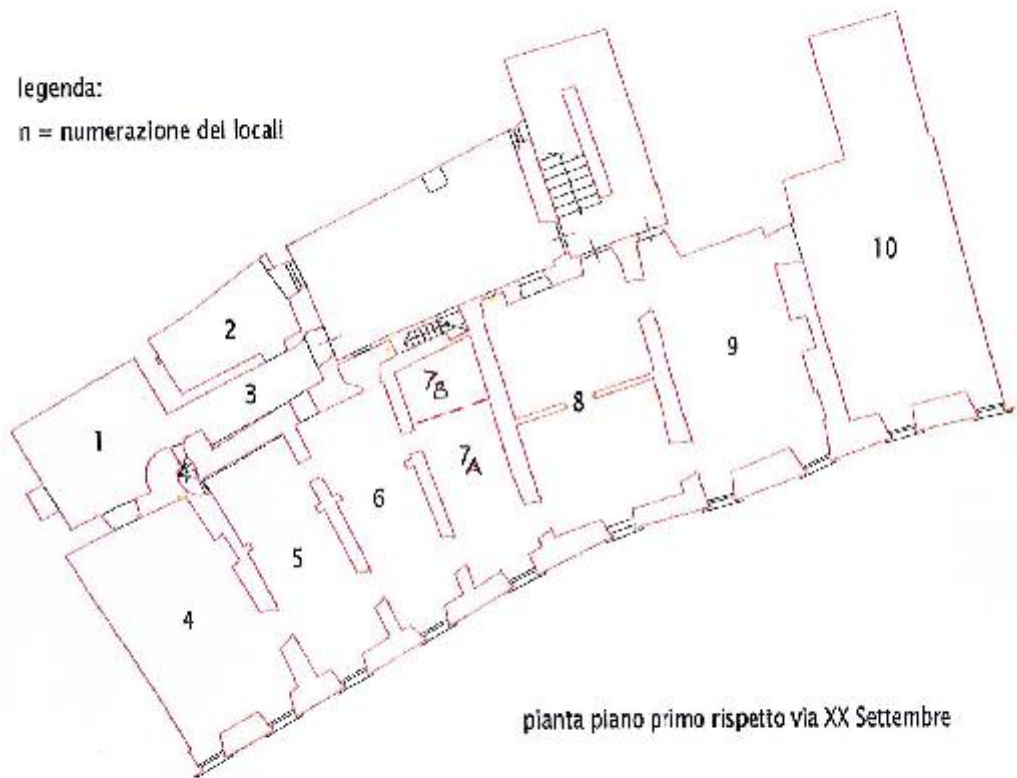 legenda:
n = numerazione dei locali
10
2
9
3
7B
8
1
7A
6
5
4
pianta piano primo rispetto via XX Settembre